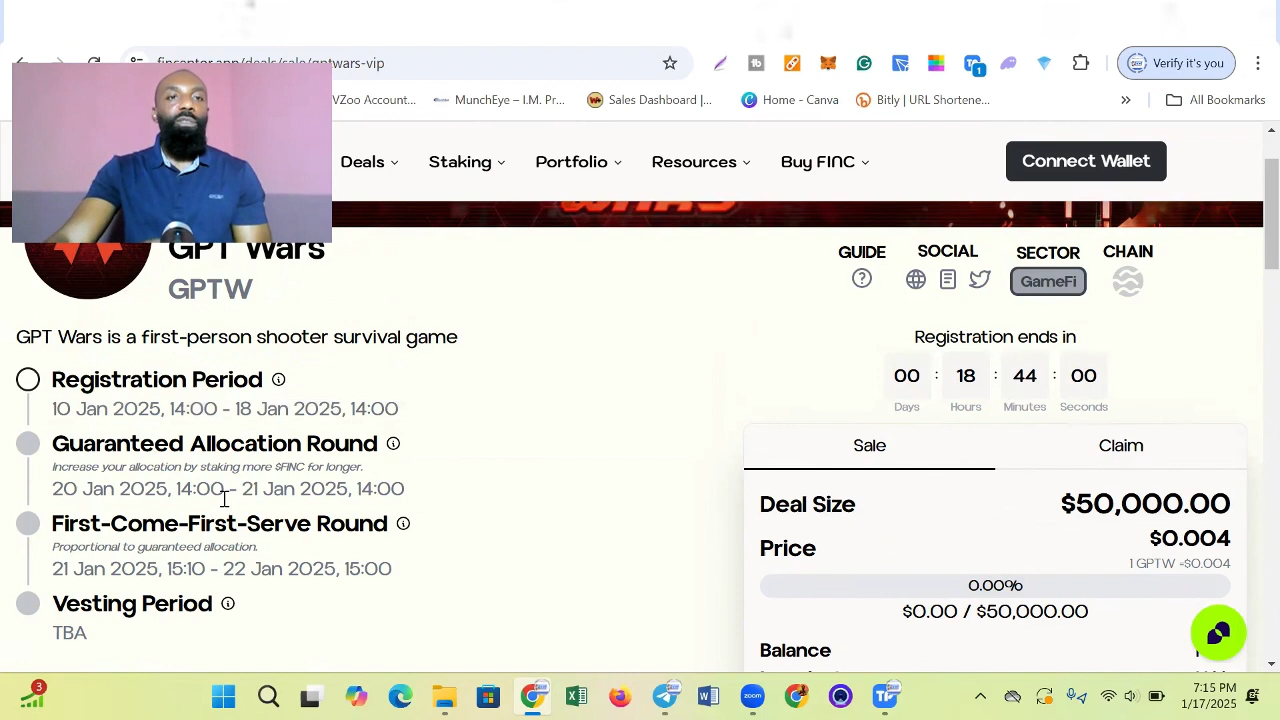 Verify it's you
VZoo Account...
MunchEye – I.M. Pr...
Sales Dashboard |...
Home - Canva
Bitly | URL Shortene...
»
All Bookmarks
Deals
Staking
Portfolio
Resources
Buy FINC
Connect Wallet
GPT Wars
GPTW
GUIDE
SOCIAL
SECTOR
CHAIN
GameFi
GPT Wars is a first-person shooter survival game
Registration ends in
00 : 18 : 44 : 00
Days Hours Minutes Seconds
Registration Period
10 Jan 2025, 14:00 - 18 Jan 2025, 14:00
Guaranteed Allocation Round
Increase your allocation by staking more $FINC for longer.
20 Jan 2025, 14:00 - 21 Jan 2025, 14:00
First-Come-First-Serve Round
Proportional to guaranteed allocation.
21 Jan 2025, 15:10 - 22 Jan 2025, 15:00
Vesting Period
TBA
Sale
Claim
Deal Size
$50,000.00
Price
$0.004
1 GPTW =$0.004
0.00%
$0.00 / $50,000.00
Balance
3
zoom
7:15 PM
1/17/2025